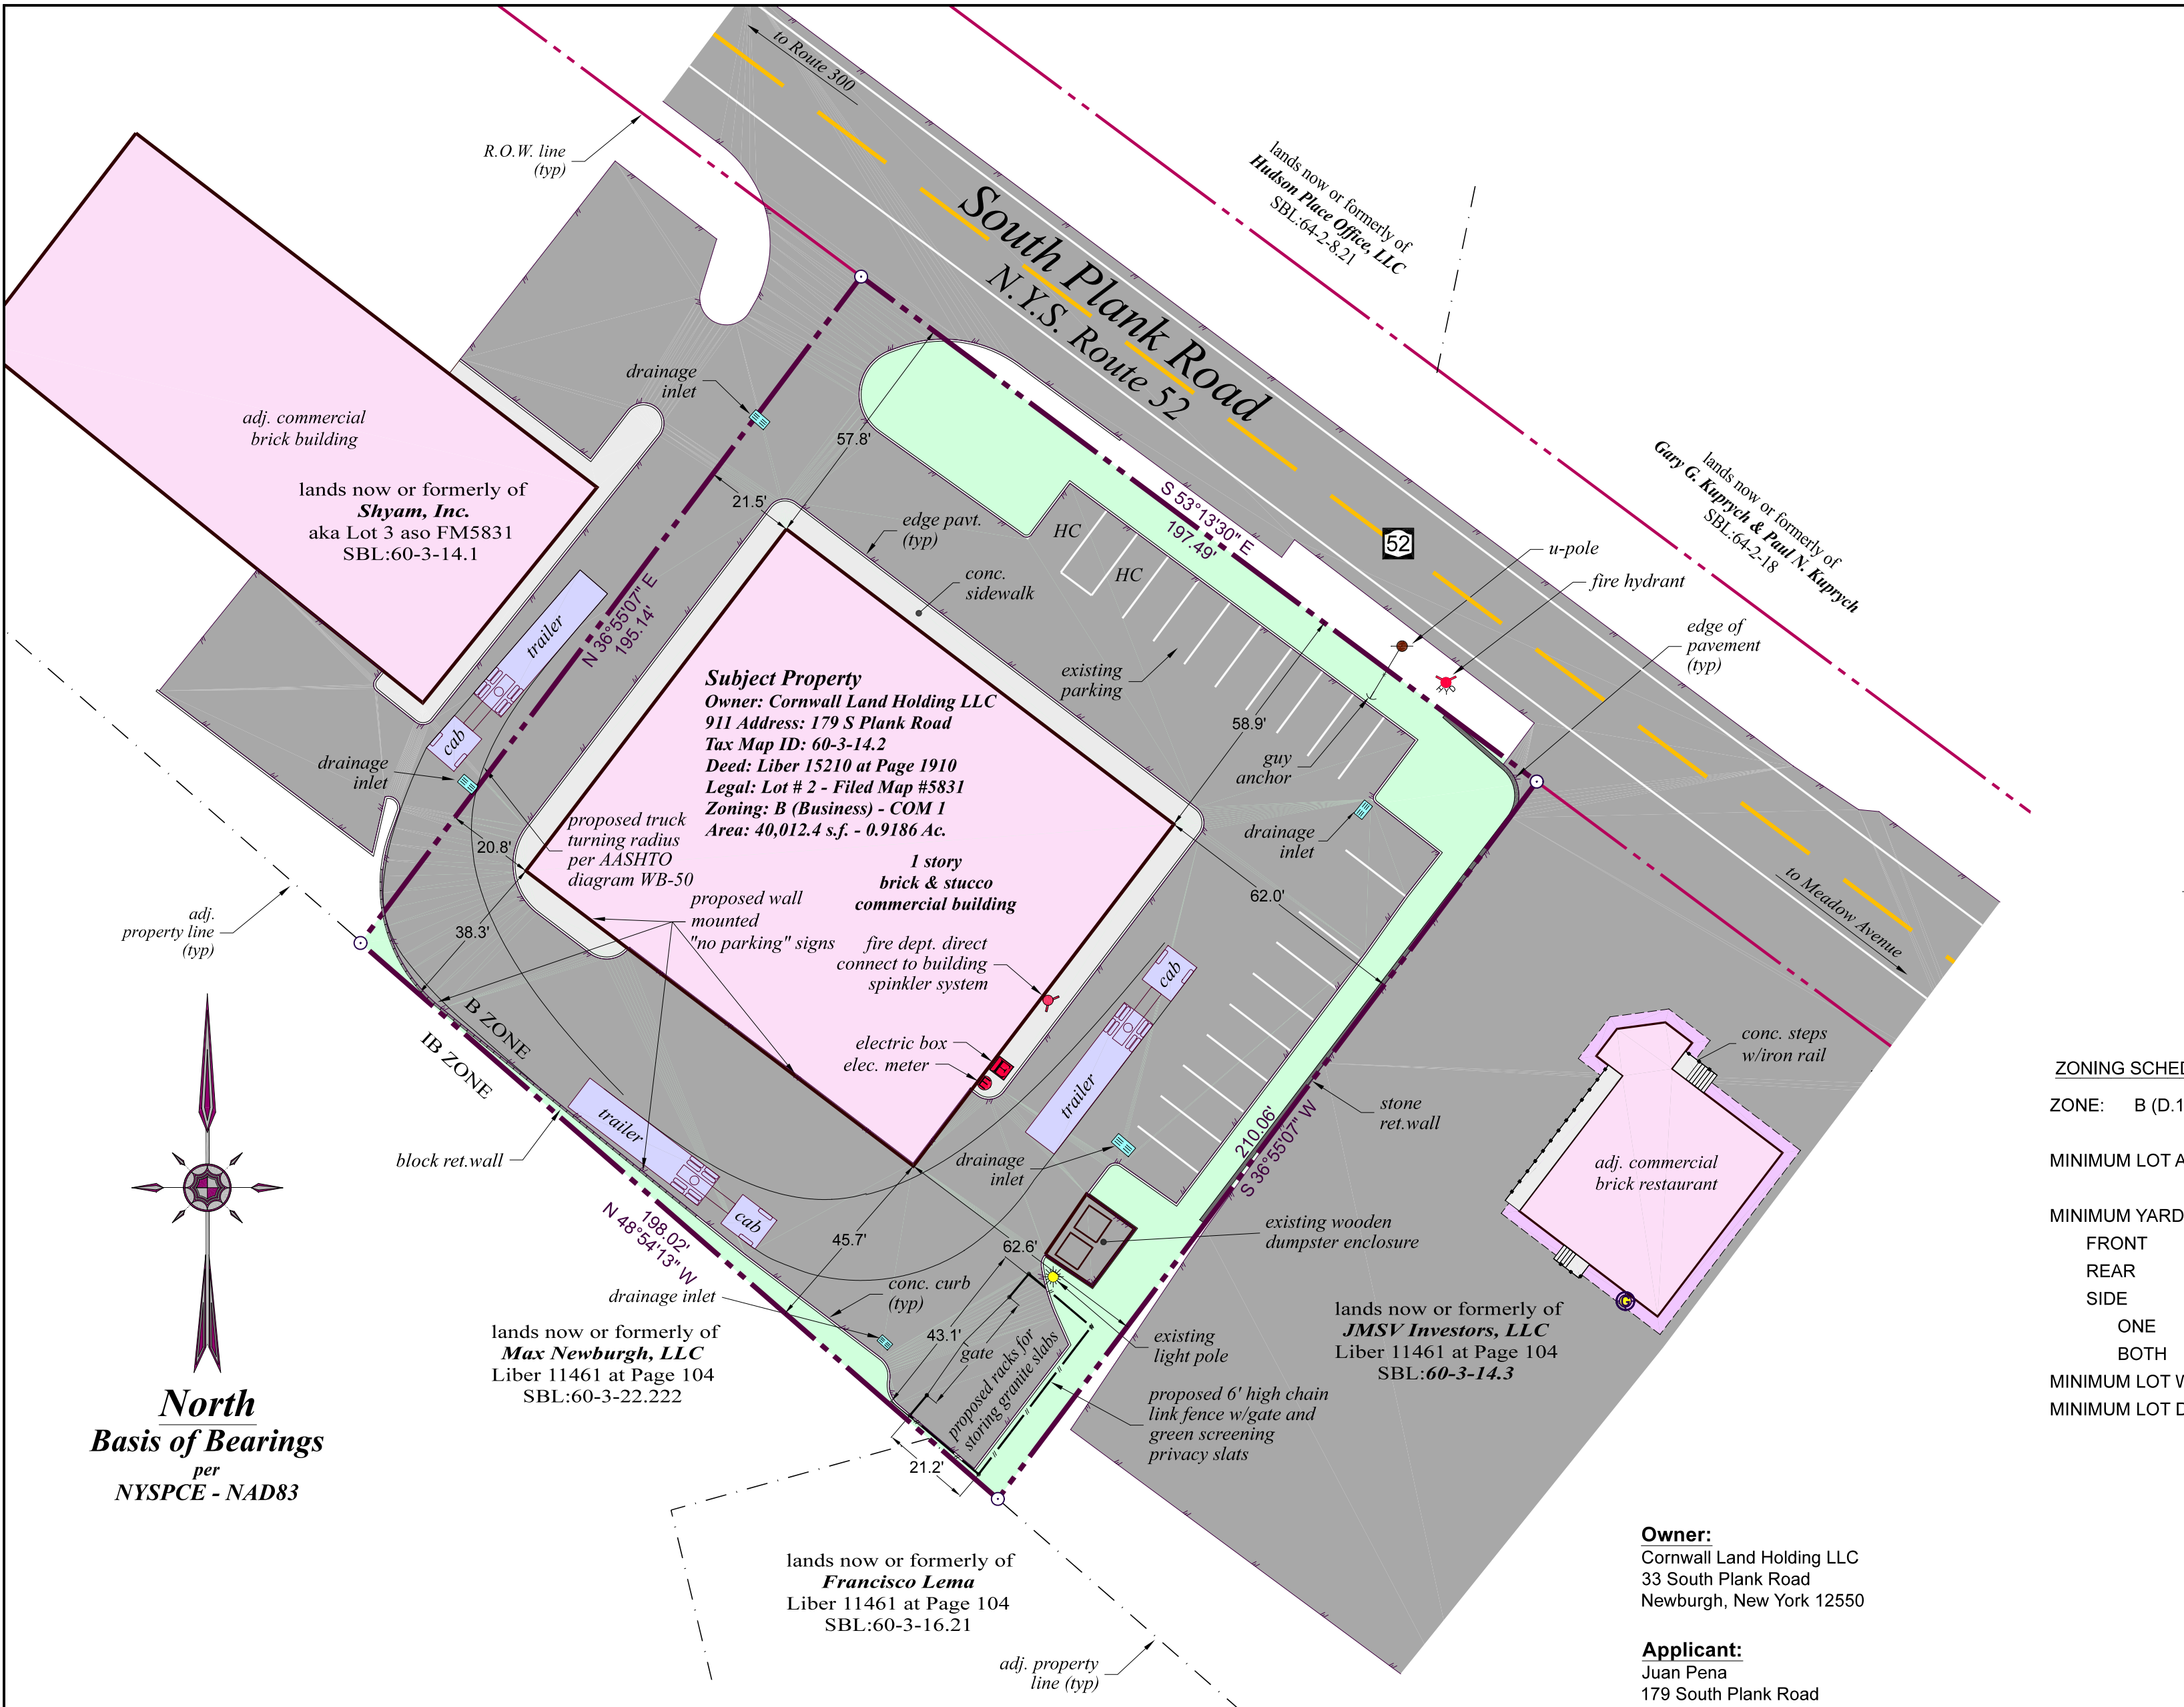 to Route 300
R.O.W. line
(typ)
South Plank Road
N.Y.S. Route 52
lands now or formerly of
Hudson Place Office, LLC
SBL:64-2-8.21
lands now or formerly of
Gary G. Kuprych & Paul N. Kuprych
SBL:64-2-18
52
u-pole
fire hydrant
HYD
edge of
pavement
(typ)
to Meadow Avenue
adj. commercial
brick building
lands now or formerly of
Shyam, Inc.
aka Lot 3 aso FM5831
SBL:60-3-14.1
drainage
inlet
57.8'
21.5'
edge pavt.
(typ)
conc.
sidewalk
HC
HC
S 53°13'30" E
197.49'
existing
parking
58.9'
guy
anchor
drainage
inlet
62.0'
trailer
cab
N 36°55'07" E
195.14'
drainage
inlet
20.8'
38.3'
Subject Property
Owner: Cornwall Land Holding LLC
911 Address: 179 S Plank Road
Tax Map ID: 60-3-14.2
Deed: Liber 15210 at Page 1910
Legal: Lot # 2 - Filed Map #5831
Zoning: B (Business) - COM 1
Area: 40,012.4 s.f. - 0.9186 Ac.
1 story
brick & stucco
commercial building
proposed truck
turning radius
per AASHTO
diagram WB-50
proposed wall
mounted
"no parking" signs
fire dept. direct
connect to building
spinkler system
electric box
elec. meter
E
E
cab
trailer
drainage
inlet
adj.
property line
(typ)
B ZONE
IB ZONE
block ret.wall
trailer
cab
198.02'
N 48°54'13" W
45.7'
62.6'
conc. curb
(typ)
drainage inlet
43.1'
gate
proposed racks for
storing granite slabs
21.2'
210.06'
S 36°55'07" W
stone
ret.wall
existing wooden
dumpster enclosure
existing
light pole
proposed 6' high chain
link fence w/gate and
green screening
privacy slats
conc. steps
w/iron rail
adj. commercial
brick restaurant
G
lands now or formerly of
JMSV Investors, LLC
Liber 11461 at Page 104
SBL:60-3-14.3
lands now or formerly of
Max Newburgh, LLC
Liber 11461 at Page 104
SBL:60-3-22.222
lands now or formerly of
Francisco Lema
Liber 11461 at Page 104
SBL:60-3-16.21
adj. property
line (typ)
North
Basis of Bearings
per
NYSPCE - NAD83
ZONING SCHED
ZONE: B (D.1
MINIMUM LOT A
MINIMUM YARD
FRONT
REAR
SIDE
ONE
BOTH
MINIMUM LOT W
MINIMUM LOT D
Owner:
Cornwall Land Holding LLC
33 South Plank Road
Newburgh, New York 12550
Applicant:
Juan Pena
179 South Plank Road